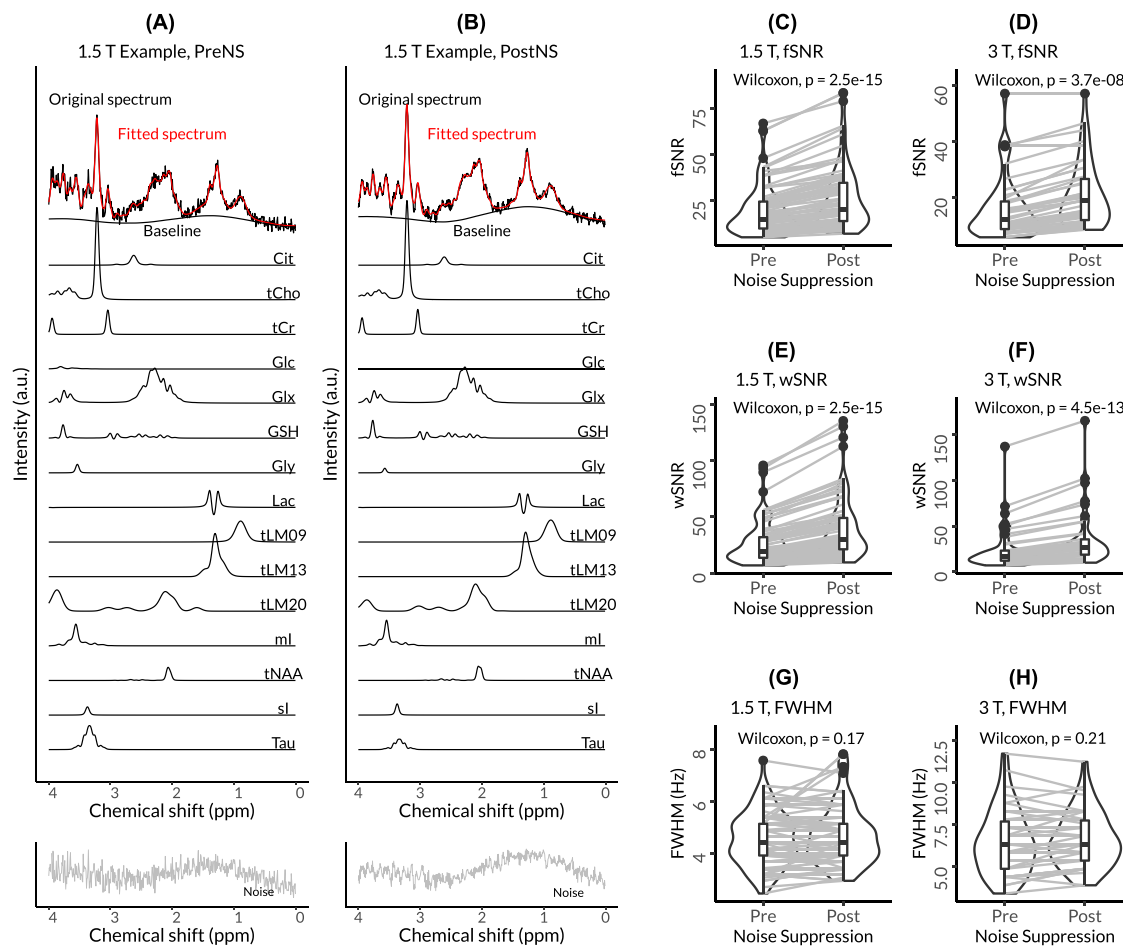 (A)
1.5 T Example, PreNS
Original spectrum
Fitted spectrum
Baseline
Cit
tCho
tCr
Glc
Glx
GSH
Gly
Lac
tLM09
tLM13
tLM20
mI
tNAA
sI
Tau
Intensity (a.u.)
4 3 2 1 0
Chemical shift (ppm)
Noise
4 3 2 1 0
Chemical shift (ppm)
(B)
1.5 T Example, PostNS
Original spectrum
Fitted spectrum
Baseline
Cit
tCho
tCr
Glc
Glx
GSH
Gly
Lac
tLM09
tLM13
tLM20
mI
tNAA
sI
Tau
Intensity (a.u.)
4 3 2 1 0
Chemical shift (ppm)
Noise
4 3 2 1 0
Chemical shift (ppm)
(C)
1.5 T, fSNR
Wilcoxon, p = 2.5e-15
fSNR
75
50
25
Pre Post
Noise Suppression
(D)
3 T, fSNR
Wilcoxon, p = 3.7e-08
fSNR
60
40
20
Pre Post
Noise Suppression
(E)
1.5 T, wSNR
Wilcoxon, p = 2.5e-15
wSNR
150
100
50
0
Pre Post
Noise Suppression
(F)
3 T, wSNR
Wilcoxon, p = 4.5e-13
wSNR
150
100
50
0
Pre Post
Noise Suppression
(G)
1.5 T, FWHM
Wilcoxon, p = 0.17
FWHM (Hz)
8
6
4
Pre Post
Noise Suppression
(H)
3 T, FWHM
Wilcoxon, p = 0.21
FWHM (Hz)
12.5
10.0
7.5
5.0
Pre Post
Noise Suppression